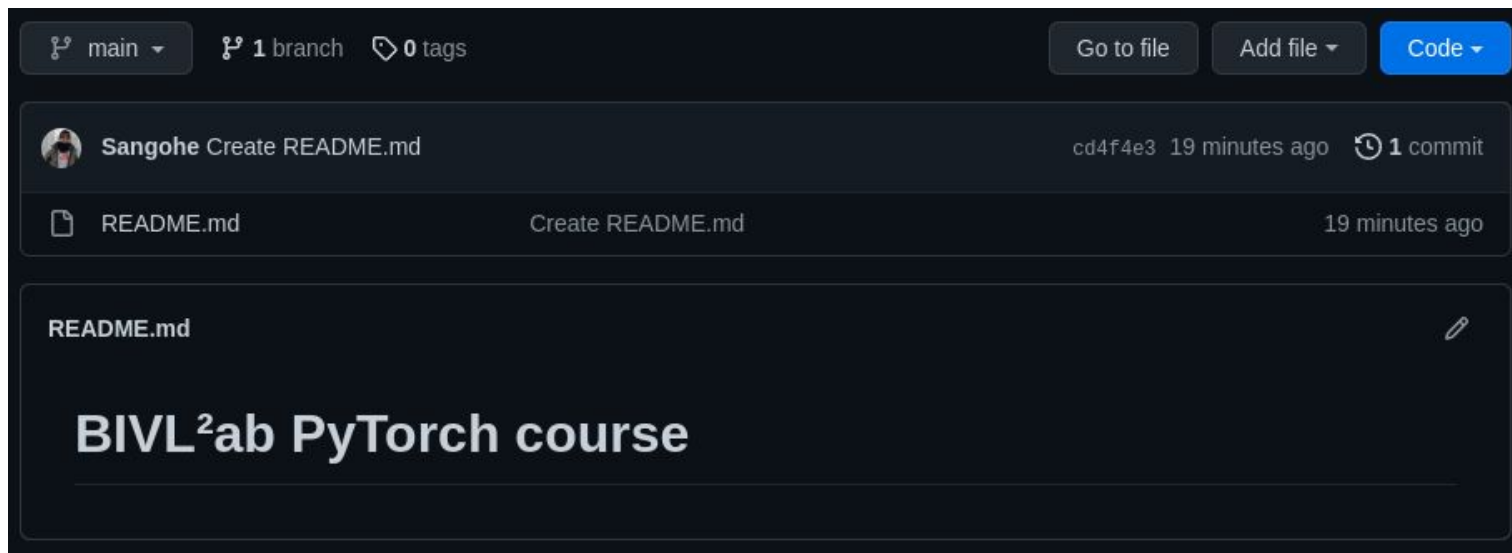 main 1 branch 0 tags Go to file Add file Code
Sangohe Create README.md cd4f4e3 19 minutes ago 1 commit
README.md Create README.md 19 minutes ago
README.md
BIVL²ab PyTorch course